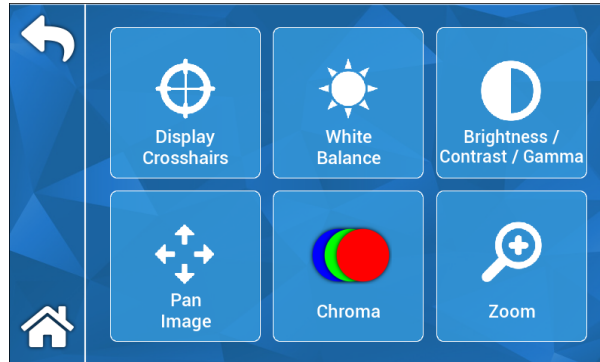 Display
Crosshairs
White
Balance
Brightness /
Contrast / Gamma
Pan
Image
Chroma
Zoom